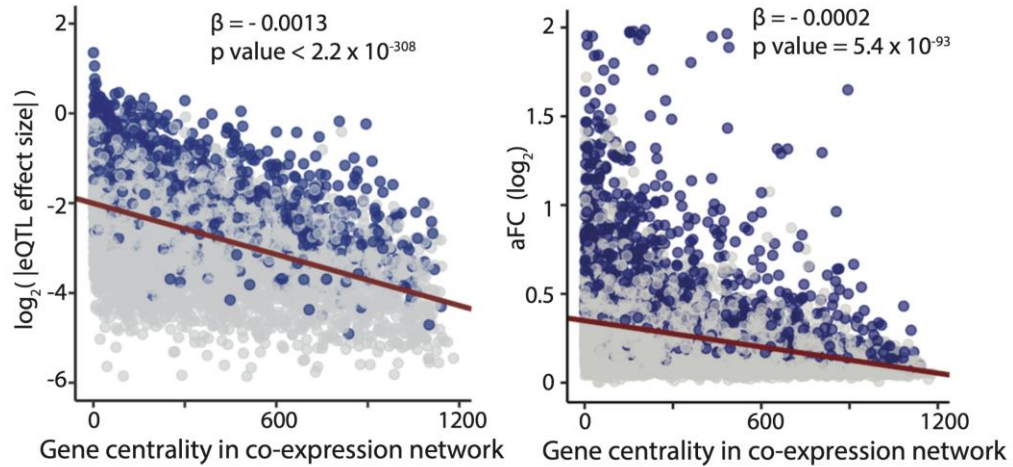 β = - 0.0013
p value < 2.2 x 10-308
log2( |eQTL effect size| )
2
0
-2
-4
-6
0
600
1200
Gene centrality in co-expression network
β = - 0.0002
p value = 5.4 x 10-93
aFC (log2)
2
1.5
1
0.5
0
0
600
1200
Gene centrality in co-expression network